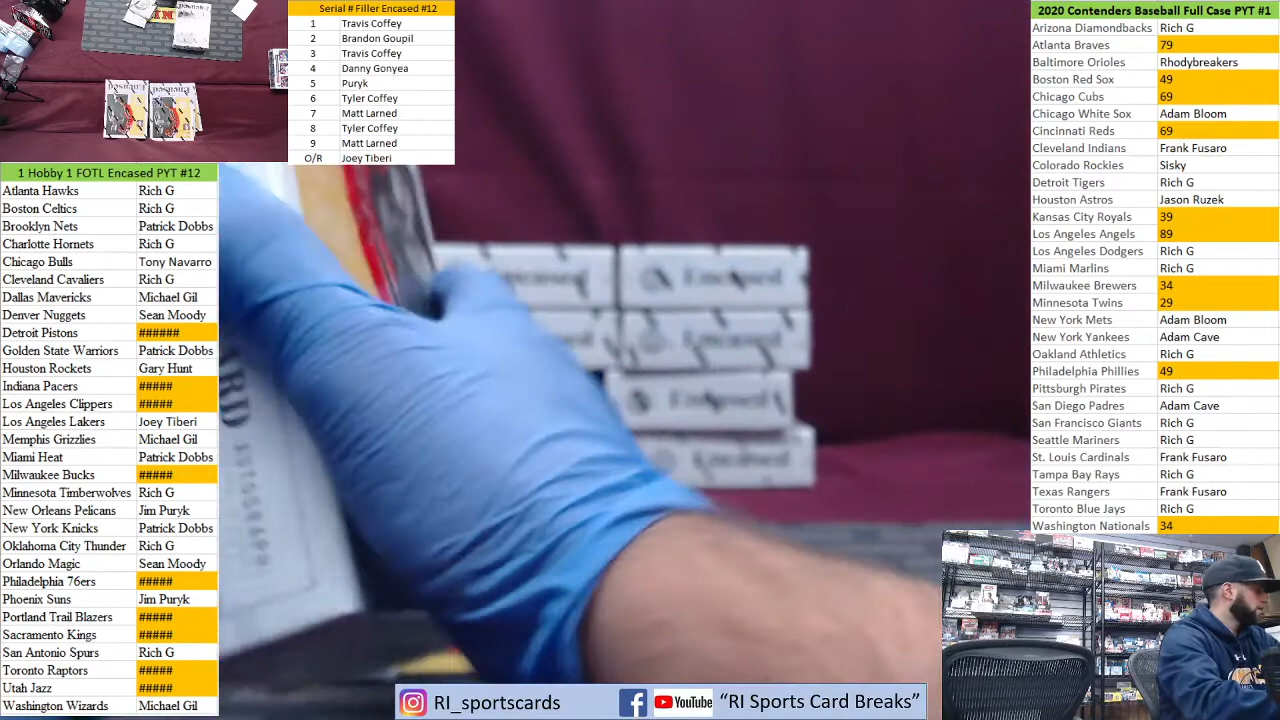 Serial # Filler Encased #12
1 Travis Coffey
2 Brandon Goupil
3 Travis Coffey
4 Danny Gonyea
5 Puryk
6 Tyler Coffey
7 Matt Larned
8 Tyler Coffey
9 Matt Larned
O/R Joey Tiberi
1 Hobby 1 FOTL Encased PYT #12
Atlanta Hawks Rich G
Boston Celtics Rich G
Brooklyn Nets Patrick Dobbs
Charlotte Hornets Rich G
Chicago Bulls Tony Navarro
Cleveland Cavaliers Rich G
Dallas Mavericks Michael Gil
Denver Nuggets Sean Moody
Detroit Pistons ######
Golden State Warriors Patrick Dobbs
Houston Rockets Gary Hunt
Indiana Pacers #####
Los Angeles Clippers #####
Los Angeles Lakers Joey Tiberi
Memphis Grizzlies Michael Gil
Miami Heat Patrick Dobbs
Milwaukee Bucks #####
Minnesota Timberwolves Rich G
New Orleans Pelicans Jim Puryk
New York Knicks Patrick Dobbs
Oklahoma City Thunder Rich G
Orlando Magic Sean Moody
Philadelphia 76ers #####
Phoenix Suns Jim Puryk
Portland Trail Blazers #####
Sacramento Kings #####
San Antonio Spurs Rich G
Toronto Raptors #####
Utah Jazz #####
Washington Wizards Michael Gil
Encased
Encased
Encased
Encased
Encased
2020 Contenders Baseball Full Case PYT #1
Arizona Diamondbacks Rich G
Atlanta Braves 79
Baltimore Orioles Rhodybreakers
Boston Red Sox 49
Chicago Cubs 69
Chicago White Sox Adam Bloom
Cincinnati Reds 69
Cleveland Indians Frank Fusaro
Colorado Rockies Sisky
Detroit Tigers Rich G
Houston Astros Jason Ruzek
Kansas City Royals 39
Los Angeles Angels 89
Los Angeles Dodgers Rich G
Miami Marlins Rich G
Milwaukee Brewers 34
Minnesota Twins 29
New York Mets Adam Bloom
New York Yankees Adam Cave
Oakland Athletics Rich G
Philadelphia Phillies 49
Pittsburgh Pirates Rich G
San Diego Padres Adam Cave
San Francisco Giants Rich G
Seattle Mariners Rich G
St. Louis Cardinals Frank Fusaro
Tampa Bay Rays Rich G
Texas Rangers Frank Fusaro
Toronto Blue Jays Rich G
Washington Nationals 34
RI_sportscards YouTube “RI Sports Card Breaks”